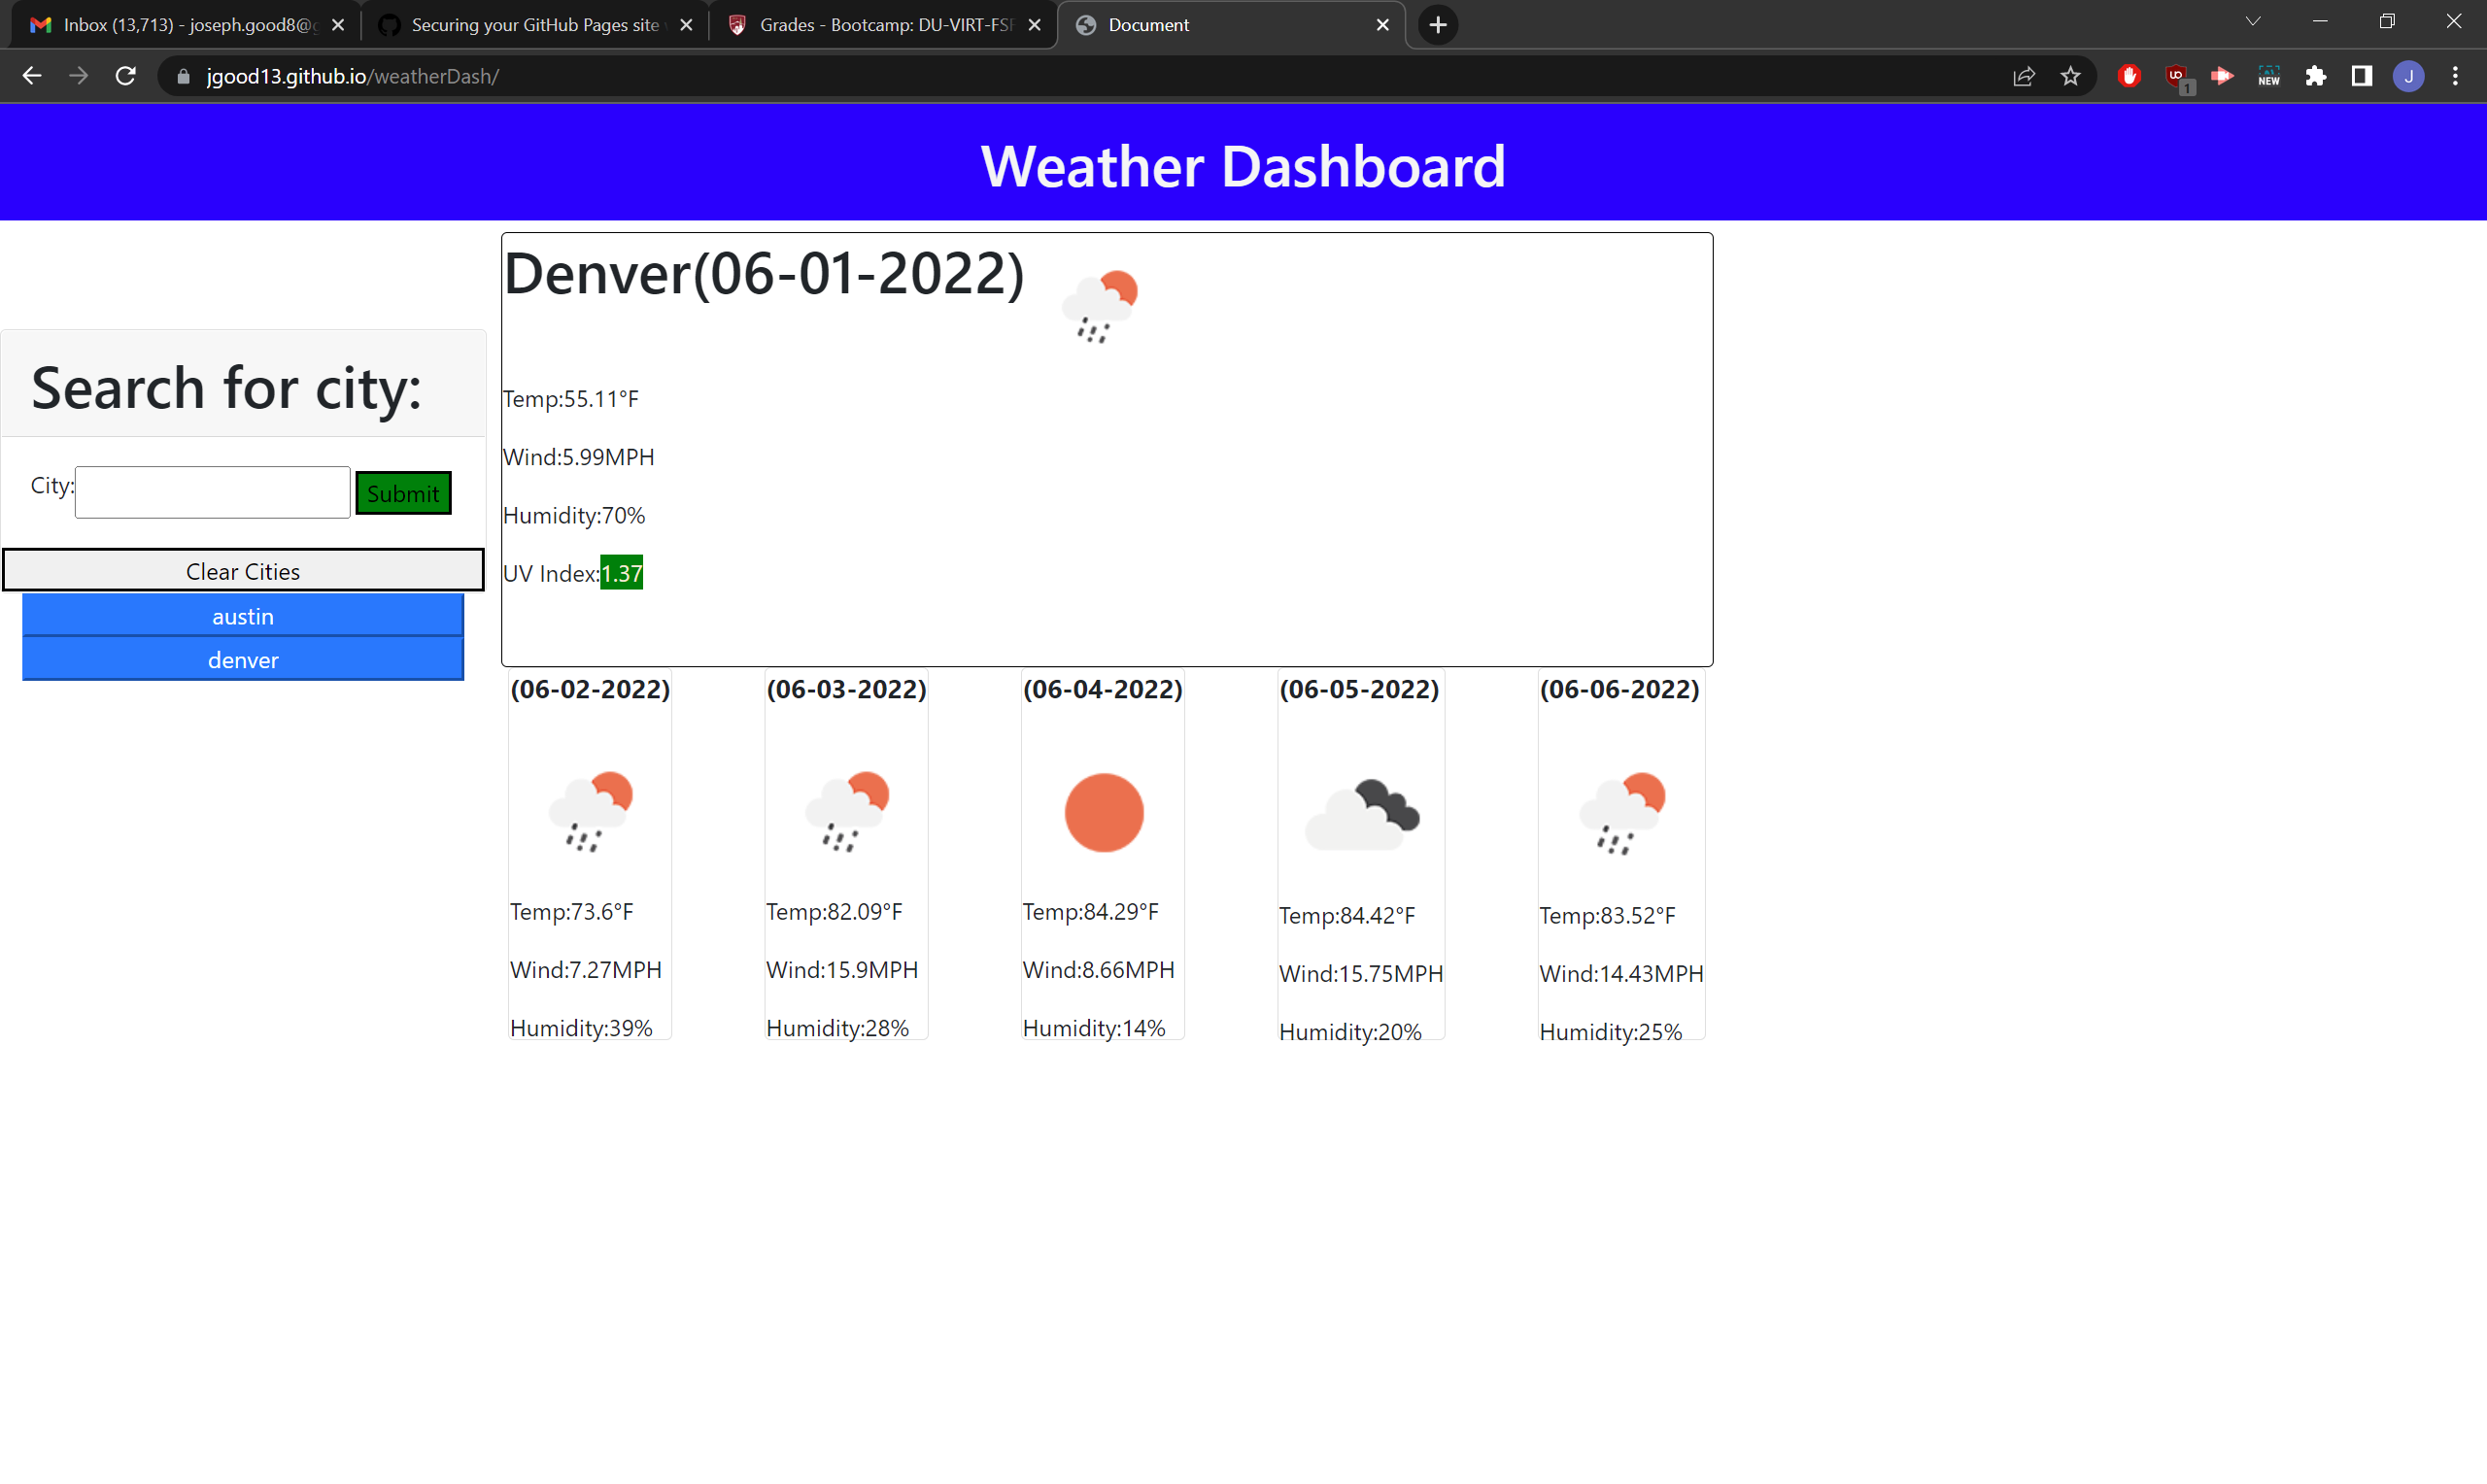 Inbox (13,713) - joseph.good8@g
Securing your GitHub Pages site
Grades - Bootcamp: DU-VIRT-FSF
Document
jgood13.github.io/weatherDash/
UO
1
NEW
J
Weather Dashboard
Search for city:
City:
Submit
Clear Cities
austin
denver
Denver(06-01-2022)
Temp:55.11°F
Wind:5.99MPH
Humidity:70%
UV Index:1.37
(06-02-2022)
Temp:73.6°F
Wind:7.27MPH
Humidity:39%
(06-03-2022)
Temp:82.09°F
Wind:15.9MPH
Humidity:28%
(06-04-2022)
Temp:84.29°F
Wind:8.66MPH
Humidity:14%
(06-05-2022)
Temp:84.42°F
Wind:15.75MPH
Humidity:20%
(06-06-2022)
Temp:83.52°F
Wind:14.43MPH
Humidity:25%